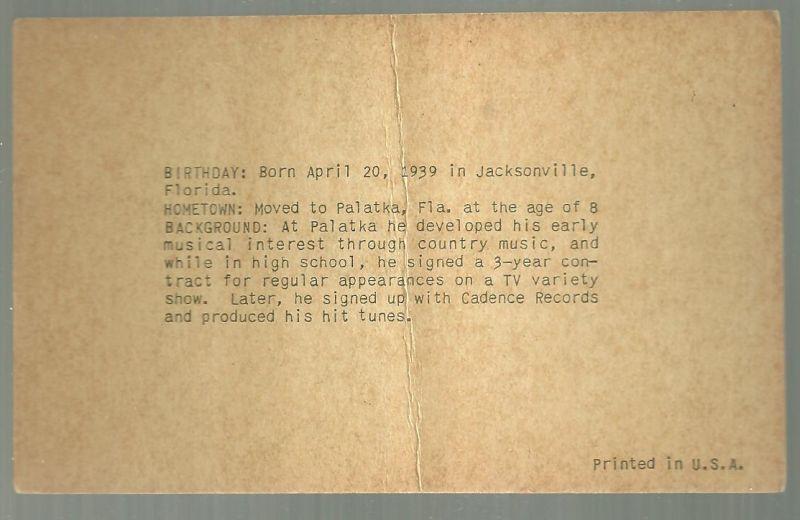 BIRTHDAY: Born April 20, 1939 in Jacksonville,
Florida.
HOMETOWN: Moved to Palatka, Fla. at the age of 8
BACKGROUND: At Palatka he developed his early
musical interest through country music, and
while in high school, he signed a 3-year con-
tract for regular appearances on a TV variety
show. Later, he signed up with Cadence Records
and produced his hit tunes.
Printed in U.S.A.